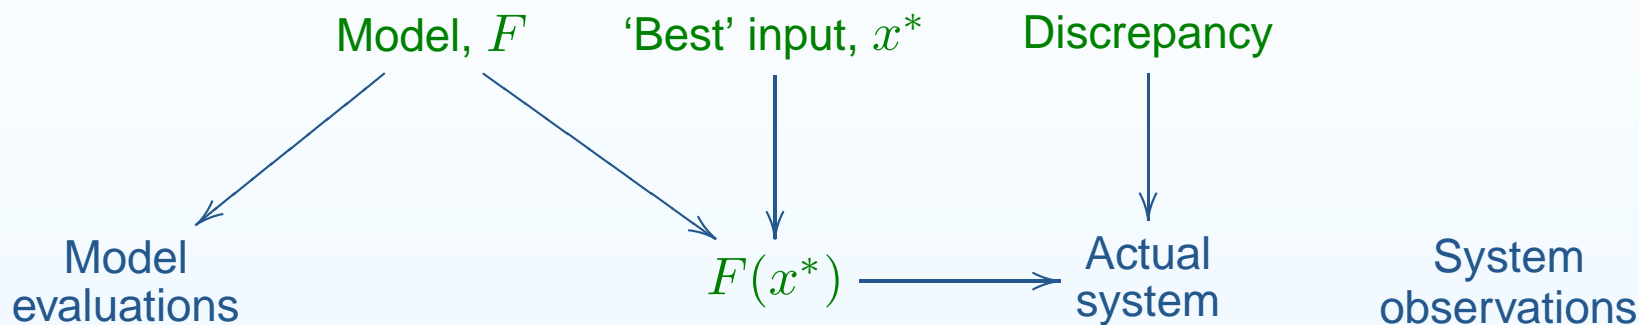 Model, F
‘Best’ input, x*
Discrepancy
Model
evaluations
F(x*)
Actual
system
System
observations